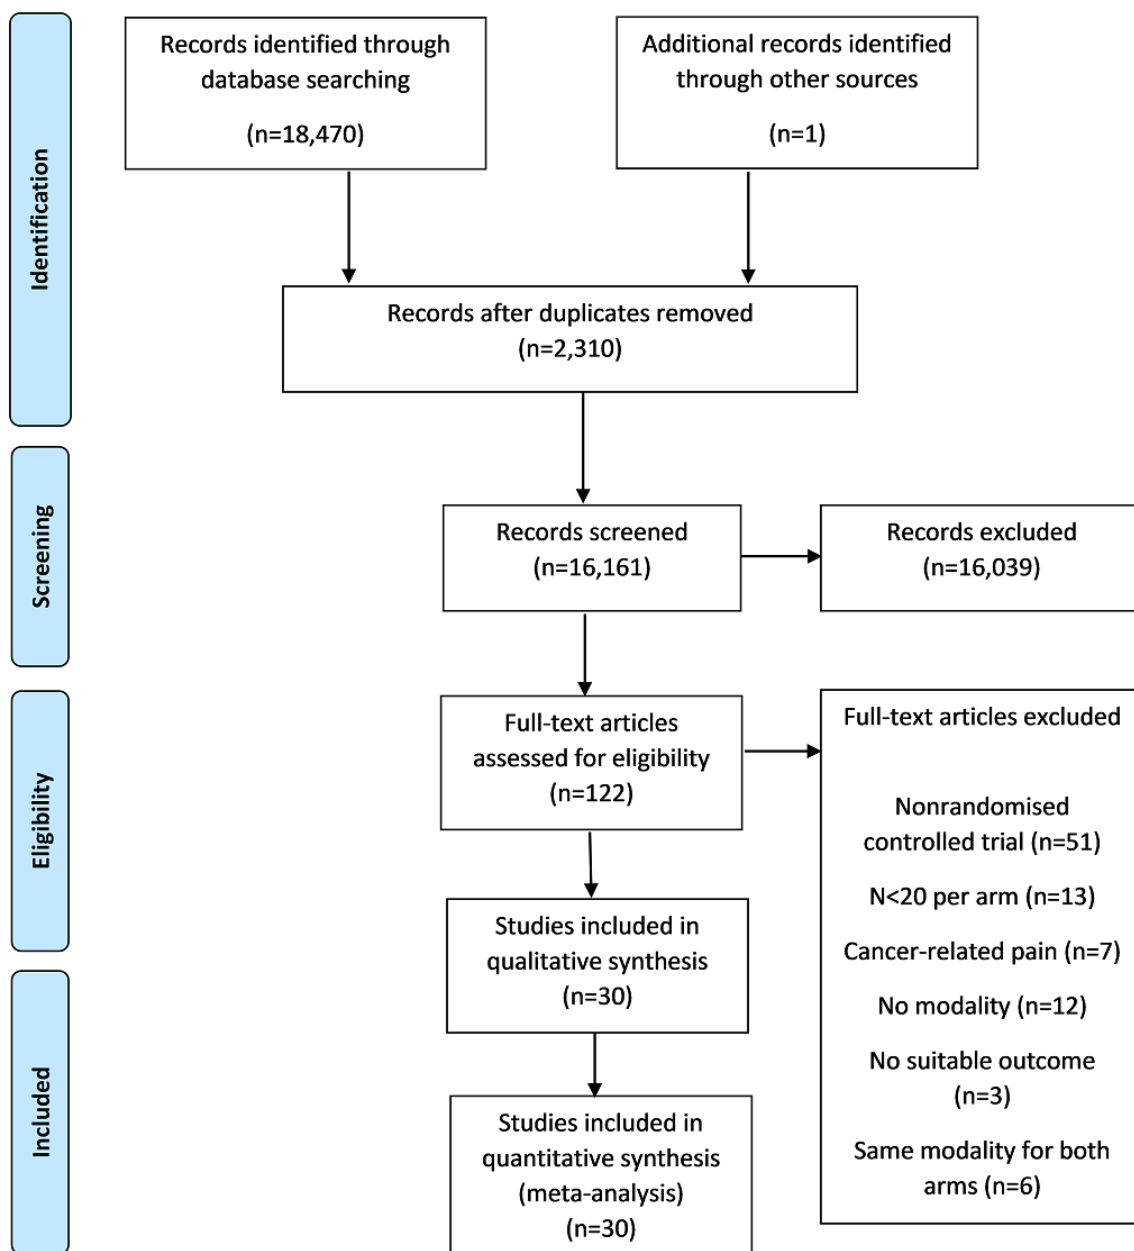 Identification
Records identified through
database searching
(n=18,470)
Additional records identified
through other sources
(n=1)
Records after duplicates removed
(n=2,310)
Screening
Records screened
(n=16,161)
Records excluded
(n=16,039)
Eligibility
Full-text articles
assessed for eligibility
(n=122)
Full-text articles excluded
Nonrandomised
controlled trial (n=51)
N<20 per arm (n=13)
Cancer-related pain (n=7)
No modality (n=12)
No suitable outcome
(n=3)
Same modality for both
arms (n=6)
Studies included in
qualitative synthesis
(n=30)
Included
Studies included in
quantitative synthesis
(meta-analysis)
(n=30)